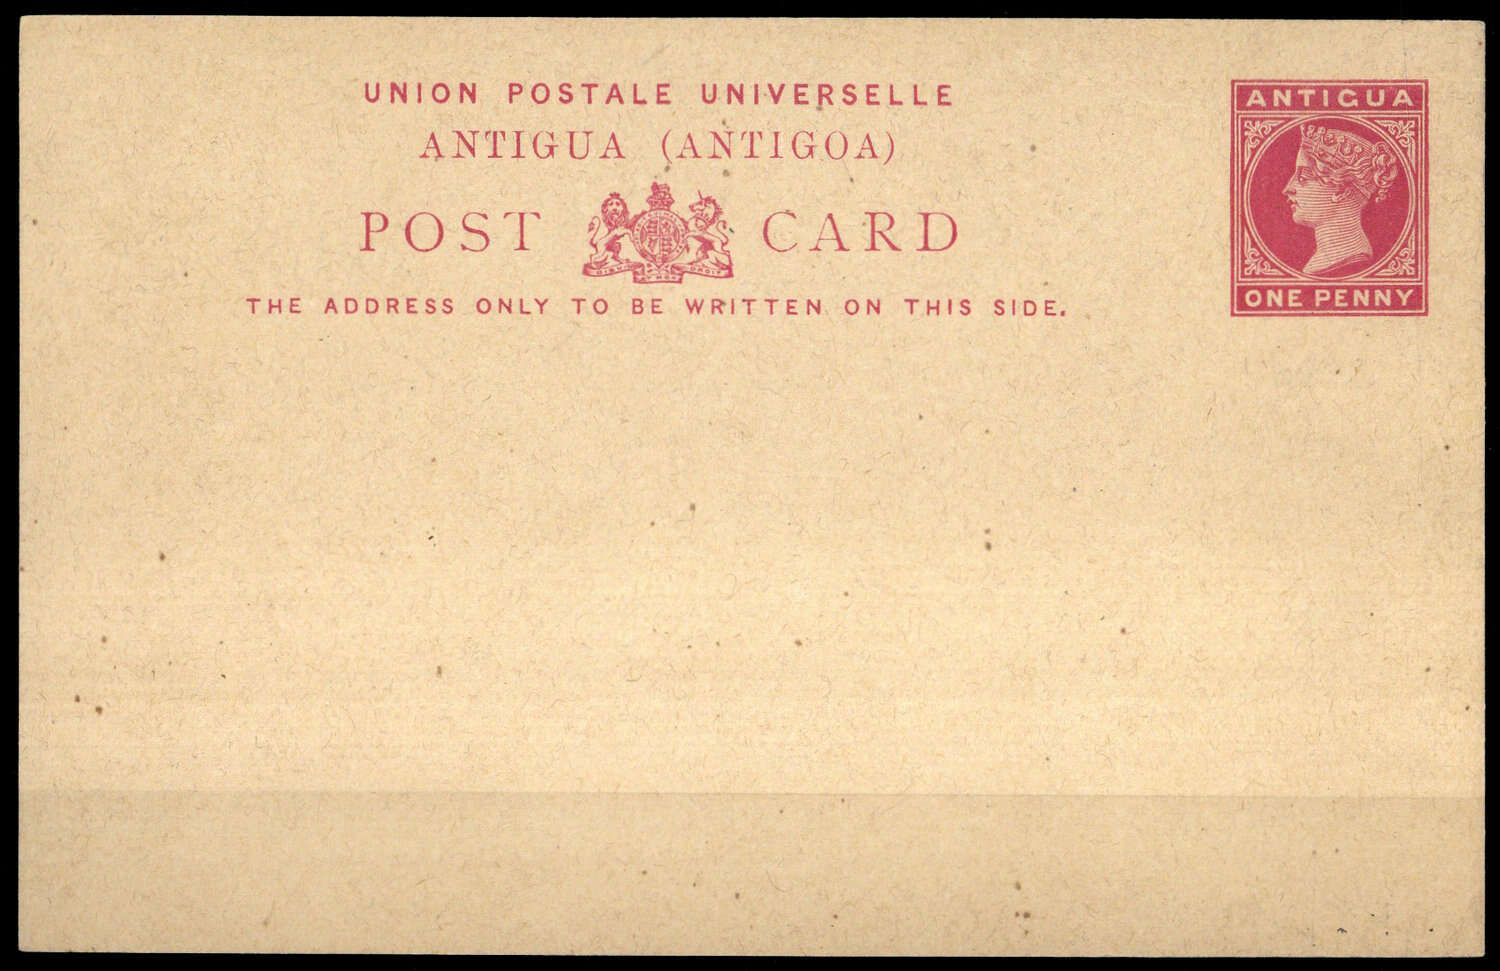 UNION POSTALE UNIVERSELLE
ANTIGUA (ANTIGOA)
POST CARD
THE ADDRESS ONLY TO BE WRITTEN ON THIS SIDE.
ANTIGUA
ONE PENNY